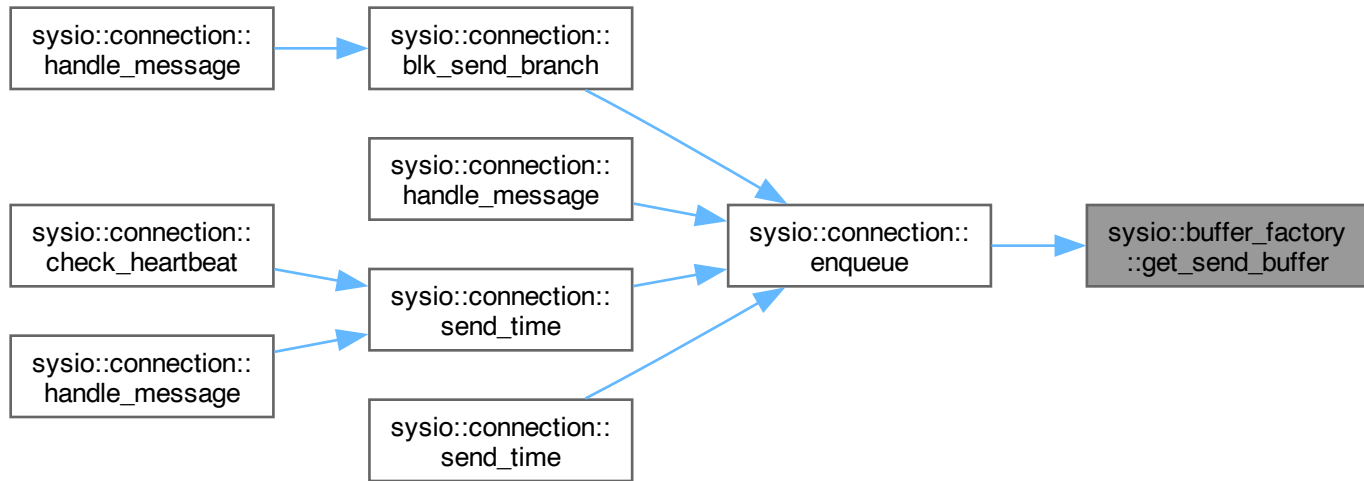 sysio::connection::
handle_message
sysio::connection::
blk_send_branch
sysio::connection::
handle_message
sysio::connection::
check_heartbeat
sysio::connection::
send_time
sysio::connection::
handle_message
sysio::connection::
send_time
sysio::connection::
enqueue
sysio::buffer_factory
::get_send_buffer